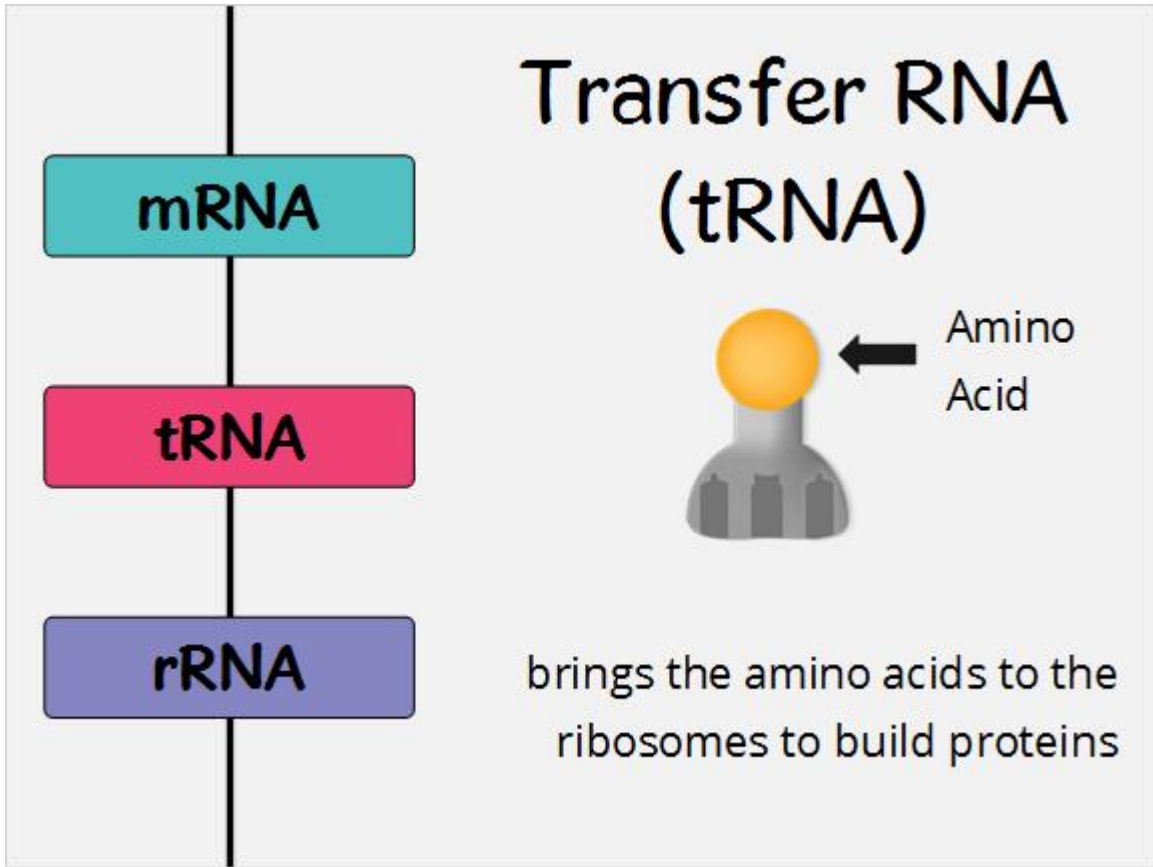 Transfer RNA
(tRNA)
mRNA
tRNA
rRNA
Amino
Acid
brings the amino acids to the
ribosomes to build proteins